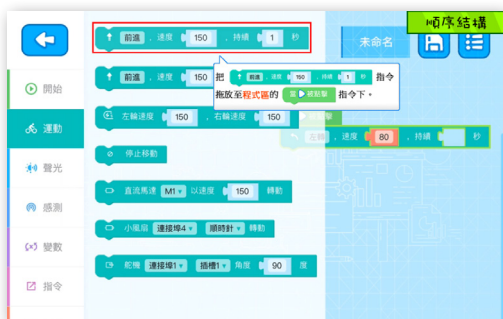 順序結構
前進 , 速度 150 , 持續 1 秒
未命名
開始
前進 , 速度 150
把 前進 , 速度 150 , 持續 1 秒 指令
拖放至程式區的 當 被點擊 指令下。
運動
左輪速度 150 , 右輪速度 150
左轉 , 速度 80 , 持續 秒
停止移動
聲光
直流馬達 M1 以速度 150 轉動
感測
小風扇 連接埠4 順時針 轉動
變數
舵機 連接埠1 插槽1 角度 90 度
指令